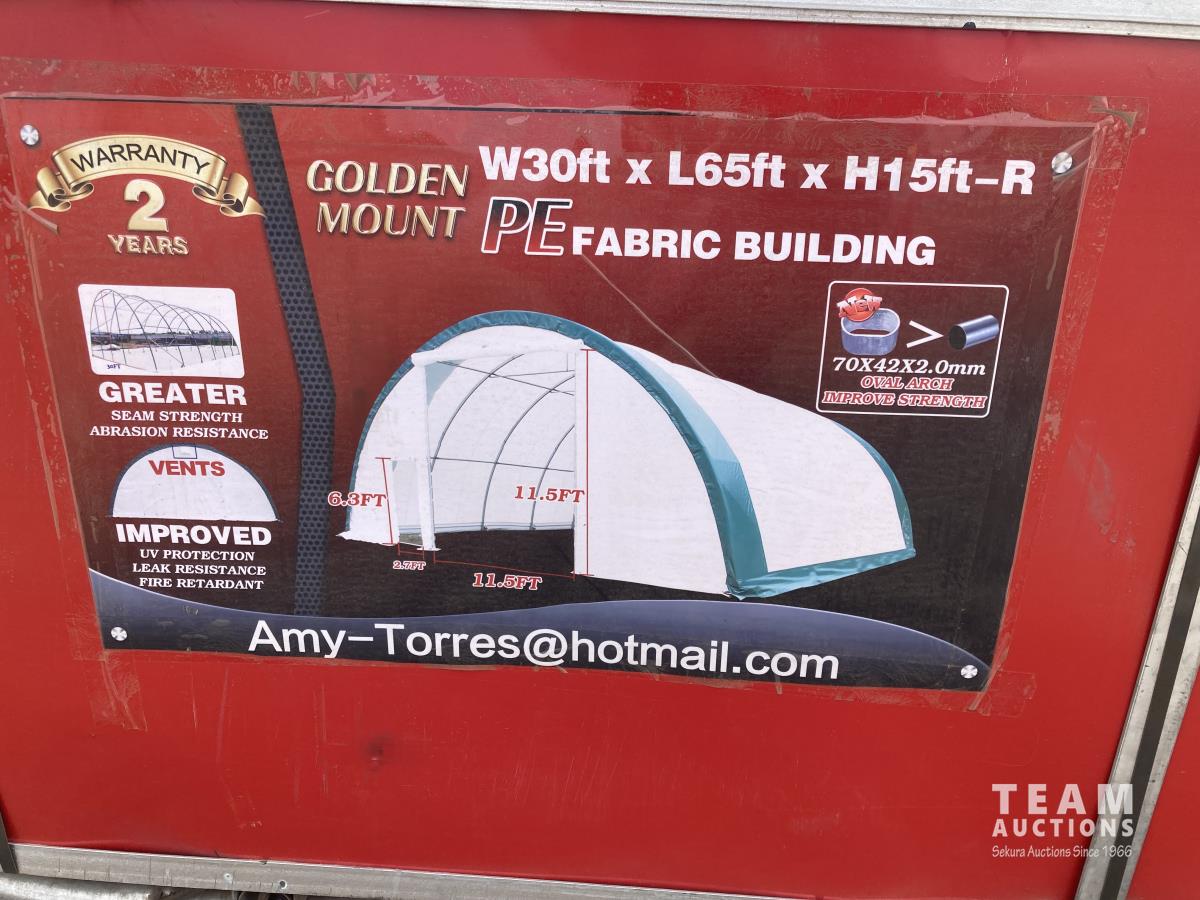 WARRANTY
2
YEARS
GOLDEN
MOUNT
W30ft x L65ft x H15ft-R
PE FABRIC BUILDING
30FT
GREATER
SEAM STRENGTH
ABRASION RESISTANCE
VENTS
IMPROVED
UV PROTECTION
LEAK RESISTANCE
FIRE RETARDANT
New
>
70X42X2.0mm
OVAL ARCH
IMPROVE STRENGTH
6.3FT
11.5FT
2.7FT
11.5FT
Amy-Torres@hotmail.com
TEAM
AUCTIONS
Sekura Auctions Since 1966